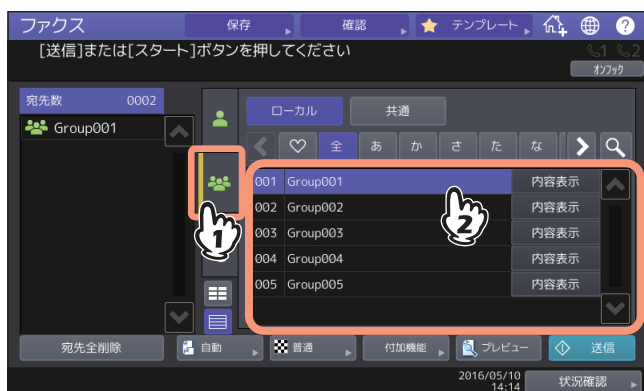 ファクス 保存 確認 テンプレート ?
[送信]または[スタート]ボタンを押してください
1 2
オンフック
宛先数 0002
Group001
ローカル 共通
全 あ か さ た な
001 Group001 内容表示
002 Group002 内容表示
003 Group003 内容表示
004 Group004 内容表示
005 Group005 内容表示
1
2
宛先全削除 自動 普通 付加機能 プレビュー 送信
2016/05/10
14:14
状況確認